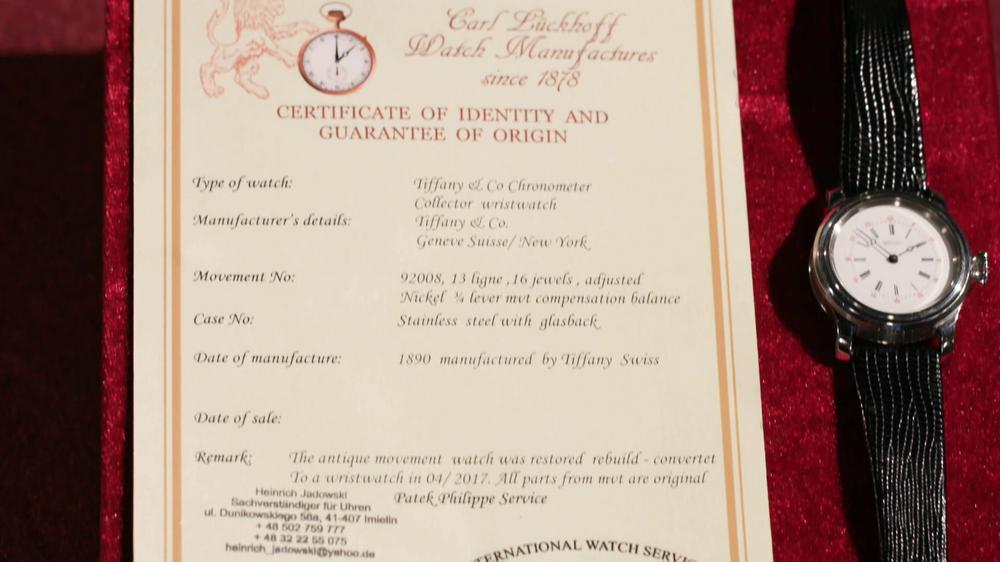 Carl Lückhoff
Watch Manufactures
since 1878
CERTIFICATE OF IDENTITY AND
GUARANTEE OF ORIGIN
Type of watch: Tiffany & Co Chronometer
Collector wristwatch
Manufacturer's details: Tiffany & Co.
Geneve Suisse/ New York
Movement No: 92008, 13 ligne ,16 jewels , adjusted
Nickel ¾ lever mvt compensation balance
Case No: Stainless steel with glasback
Date of manufacture: 1890 manufactured by Tiffany Swiss
Date of sale:
Remark: The antique movement watch was restored rebuild - convertet
To a wristwatch in 04/ 2017. All parts from mvt are original
Patek Philippe Service
Heinrich Jadowski
Sachverständiger für Uhren
ul. Dunikowskiego 58a, 41-407 Imielin
+ 48 502 759 777
+ 48 32 22 55 075
heinrich_jadowski@yahoo.de
ERNATIONAL WATCH SERVI